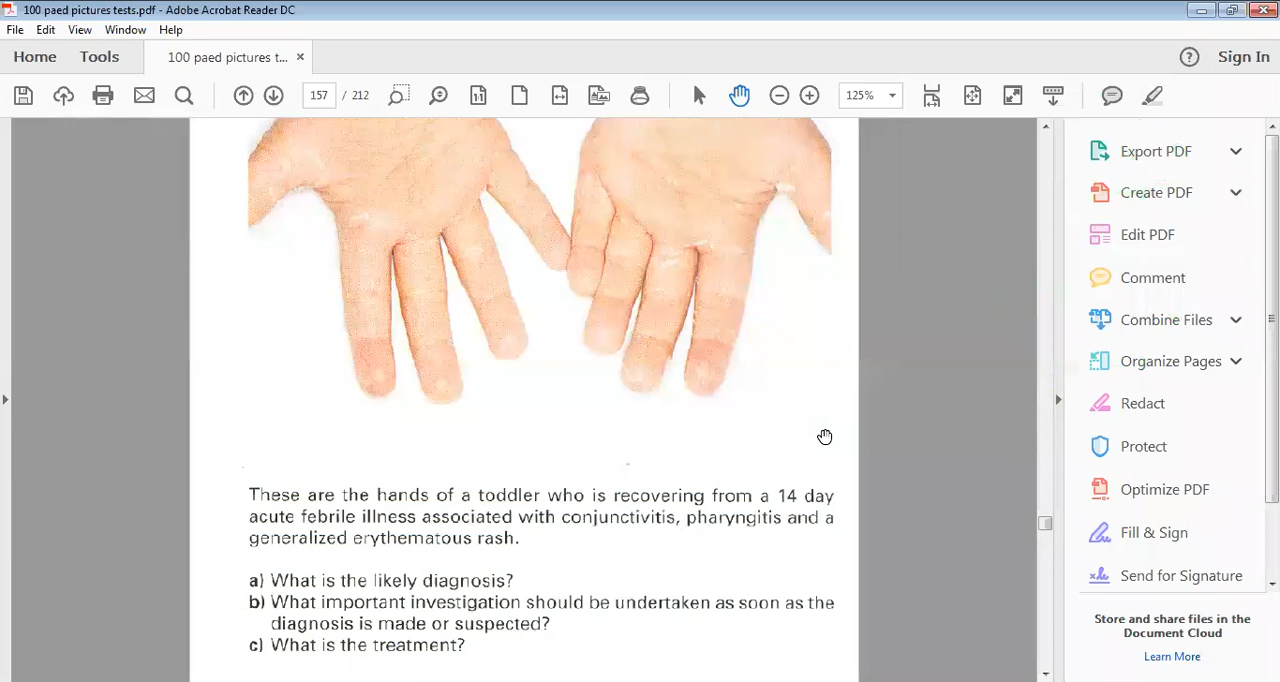 100 paed pictures tests.pdf - Adobe Acrobat Reader DC
File Edit View Window Help
Home Tools 100 paed pictures t... × Sign In
157 / 212 125%
Export PDF
Create PDF
Edit PDF
Comment
Combine Files
Organize Pages
Redact
Protect
Optimize PDF
Fill & Sign
Send for Signature
Store and share files in the
Document Cloud
Learn More
These are the hands of a toddler who is recovering from a 14 day
acute febrile illness associated with conjunctivitis, pharyngitis and a
generalized erythematous rash.
a) What is the likely diagnosis?
b) What important investigation should be undertaken as soon as the
diagnosis is made or suspected?
c) What is the treatment?